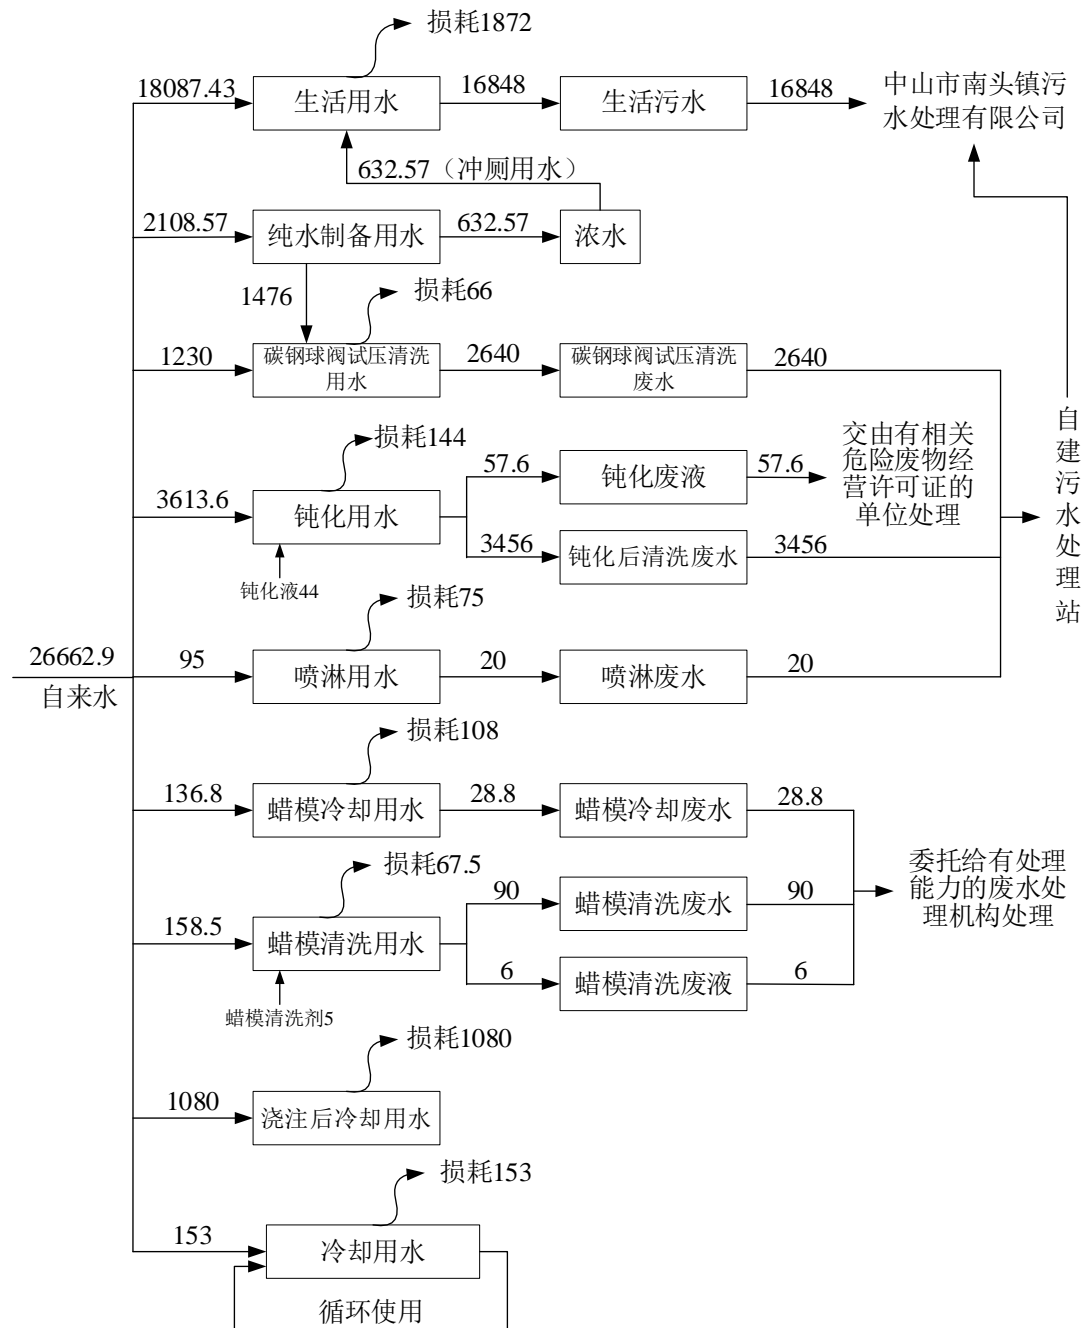 损耗1872
18087.43
生活用水
16848
生活污水
16848
中山市南头镇污
水处理有限公司
632.57（冲厕用水）
2108.57
纯水制备用水
632.57
浓水
1476
损耗66
1230
碳钢球阀试压清洗
用水
2640
碳钢球阀试压清洗
废水
2640
损耗144
3613.6
钝化用水
57.6
钝化废液
57.6
交由有相关
危险废物经
营许可证的
单位处理
3456
钝化后清洗废水
3456
钝化液44
自建污水处理站
损耗75
26662.9
自来水
95
喷淋用水
20
喷淋废水
20
损耗108
136.8
蜡模冷却用水
28.8
蜡模冷却废水
28.8
损耗67.5
158.5
蜡模清洗用水
90
蜡模清洗废水
90
委托给有处理
能力的废水处
理机构处理
6
蜡模清洗废液
6
蜡模清洗剂5
损耗1080
1080
浇注后冷却用水
损耗153
153
冷却用水
循环使用